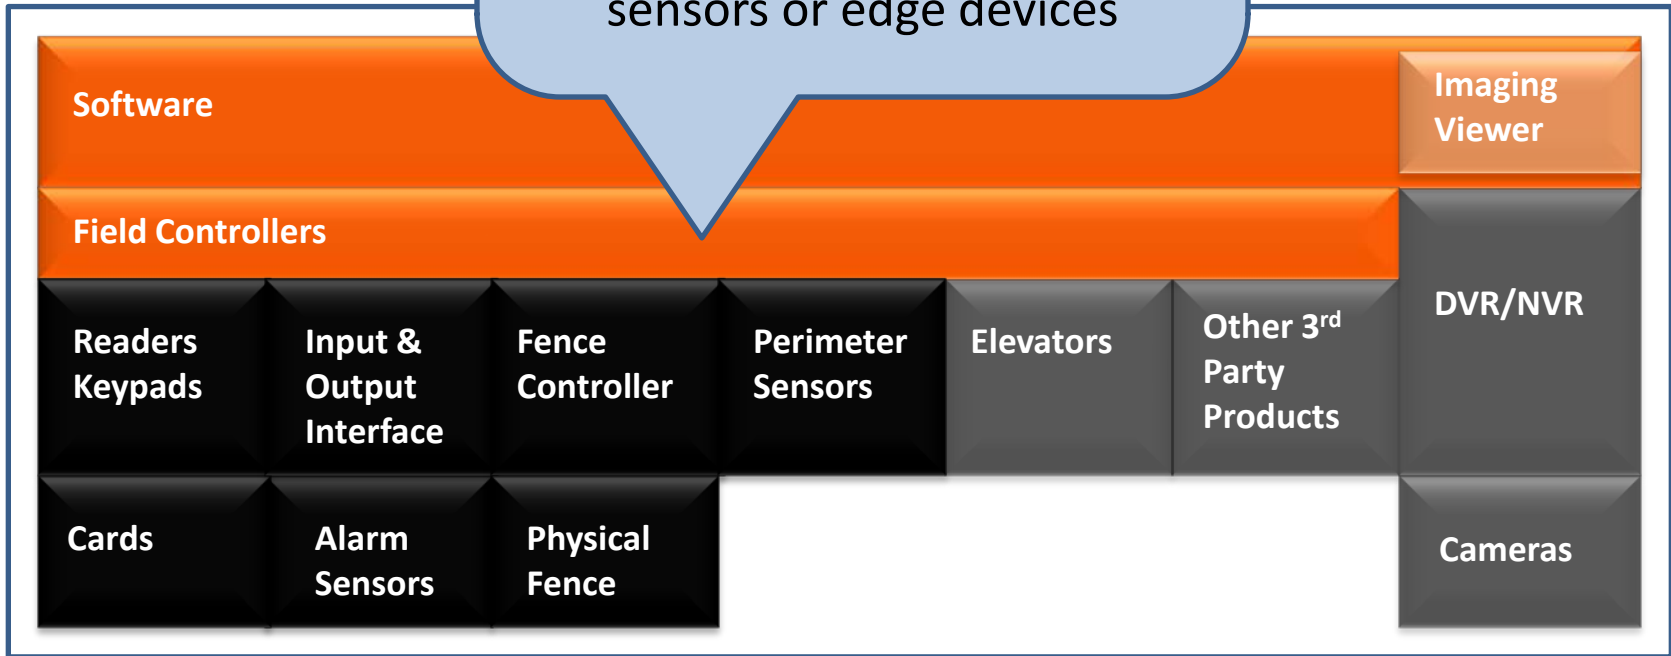 sensors or edge devices
Software
Imaging
Viewer
Field Controllers
Readers
Keypads
Input &
Output
Interface
Fence
Controller
Perimeter
Sensors
Elevators
Other 3rd
Party
Products
DVR/NVR
Cards
Alarm
Sensors
Physical
Fence
Cameras